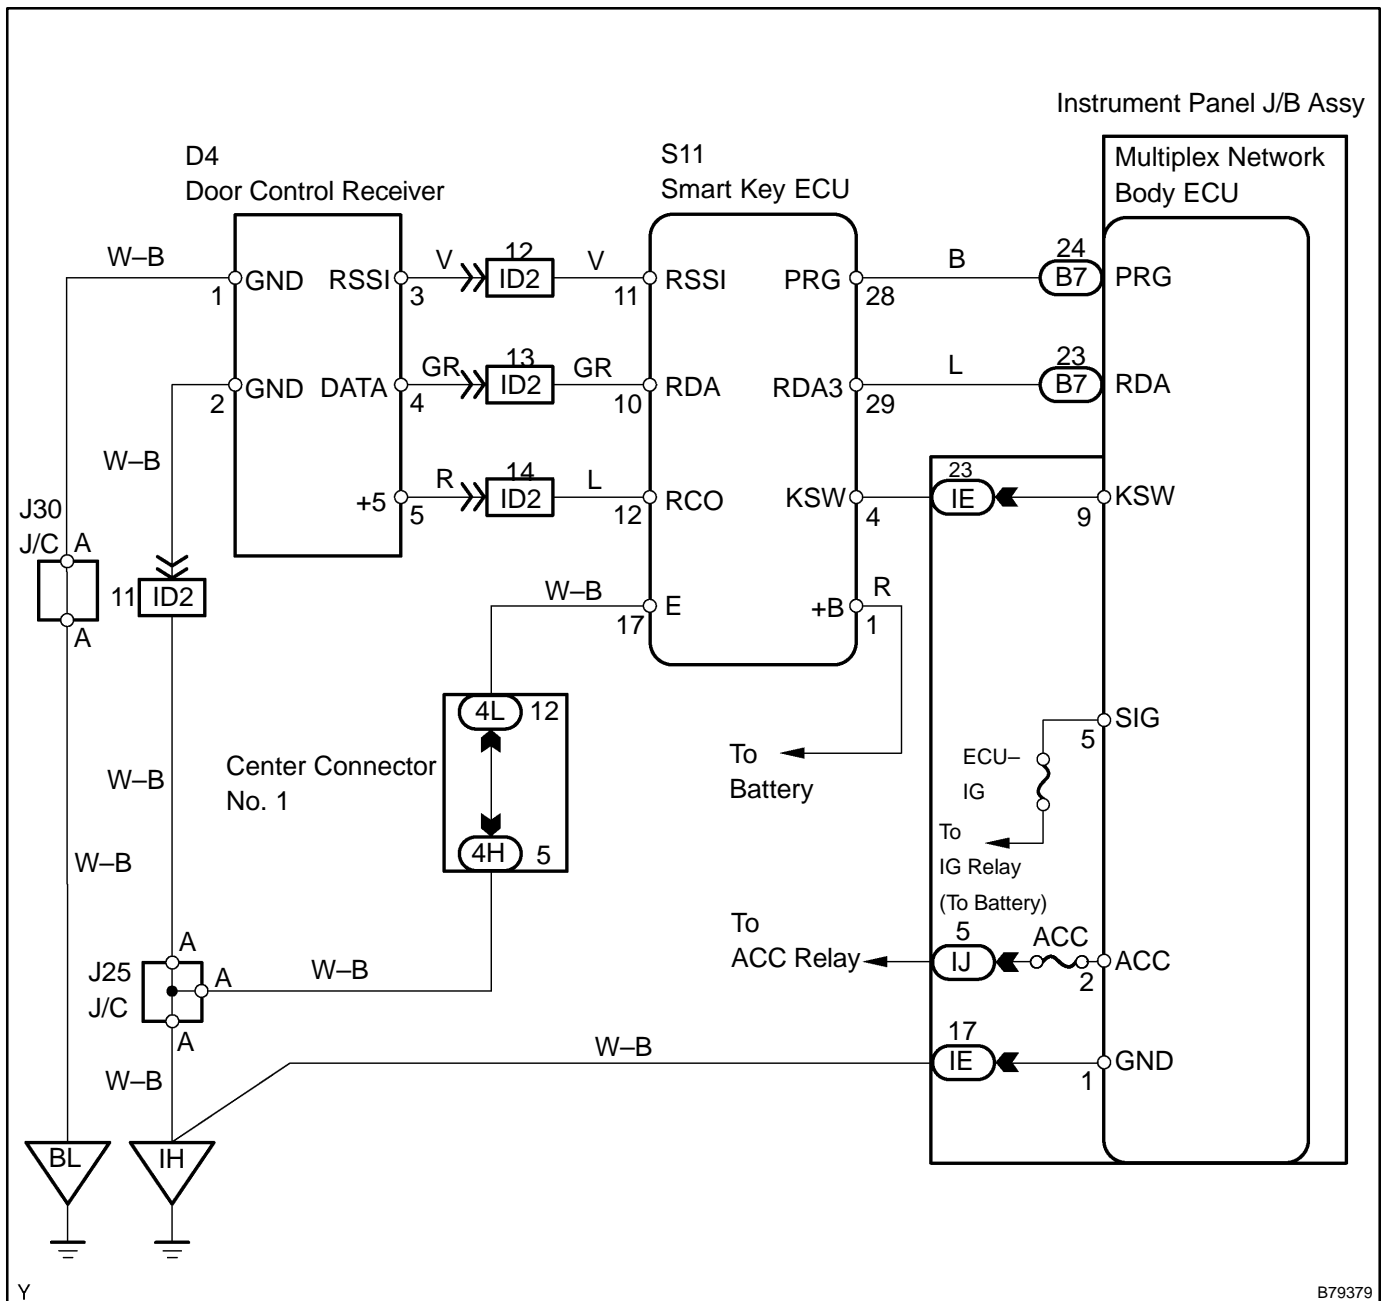 Instrument Panel J/B Assy
D4
Door Control Receiver
S11
Smart Key ECU
Multiplex Network
Body ECU
W–B
1
GND
RSSI
3
V
12
ID2
V
11
RSSI
PRG
28
B
24
B7
PRG
2
GND
DATA
4
GR
13
ID2
GR
10
RDA
RDA3
29
L
23
B7
RDA
W–B
+5
5
R
14
ID2
L
12
RCO
KSW
4
23
IE
9
KSW
J30
J/C
A
A
11
ID2
W–B
17
E
+B
1
R
4L
12
Center Connector
No. 1
4H
5
To
Battery
SIG
5
ECU–
IG
To
IG Relay
(To Battery)
W–B
W–B
To
ACC Relay
5
IJ
ACC
2
ACC
J25
J/C
A
A
A
W–B
W–B
W–B
17
IE
1
GND
BL
IH
Y
B79379